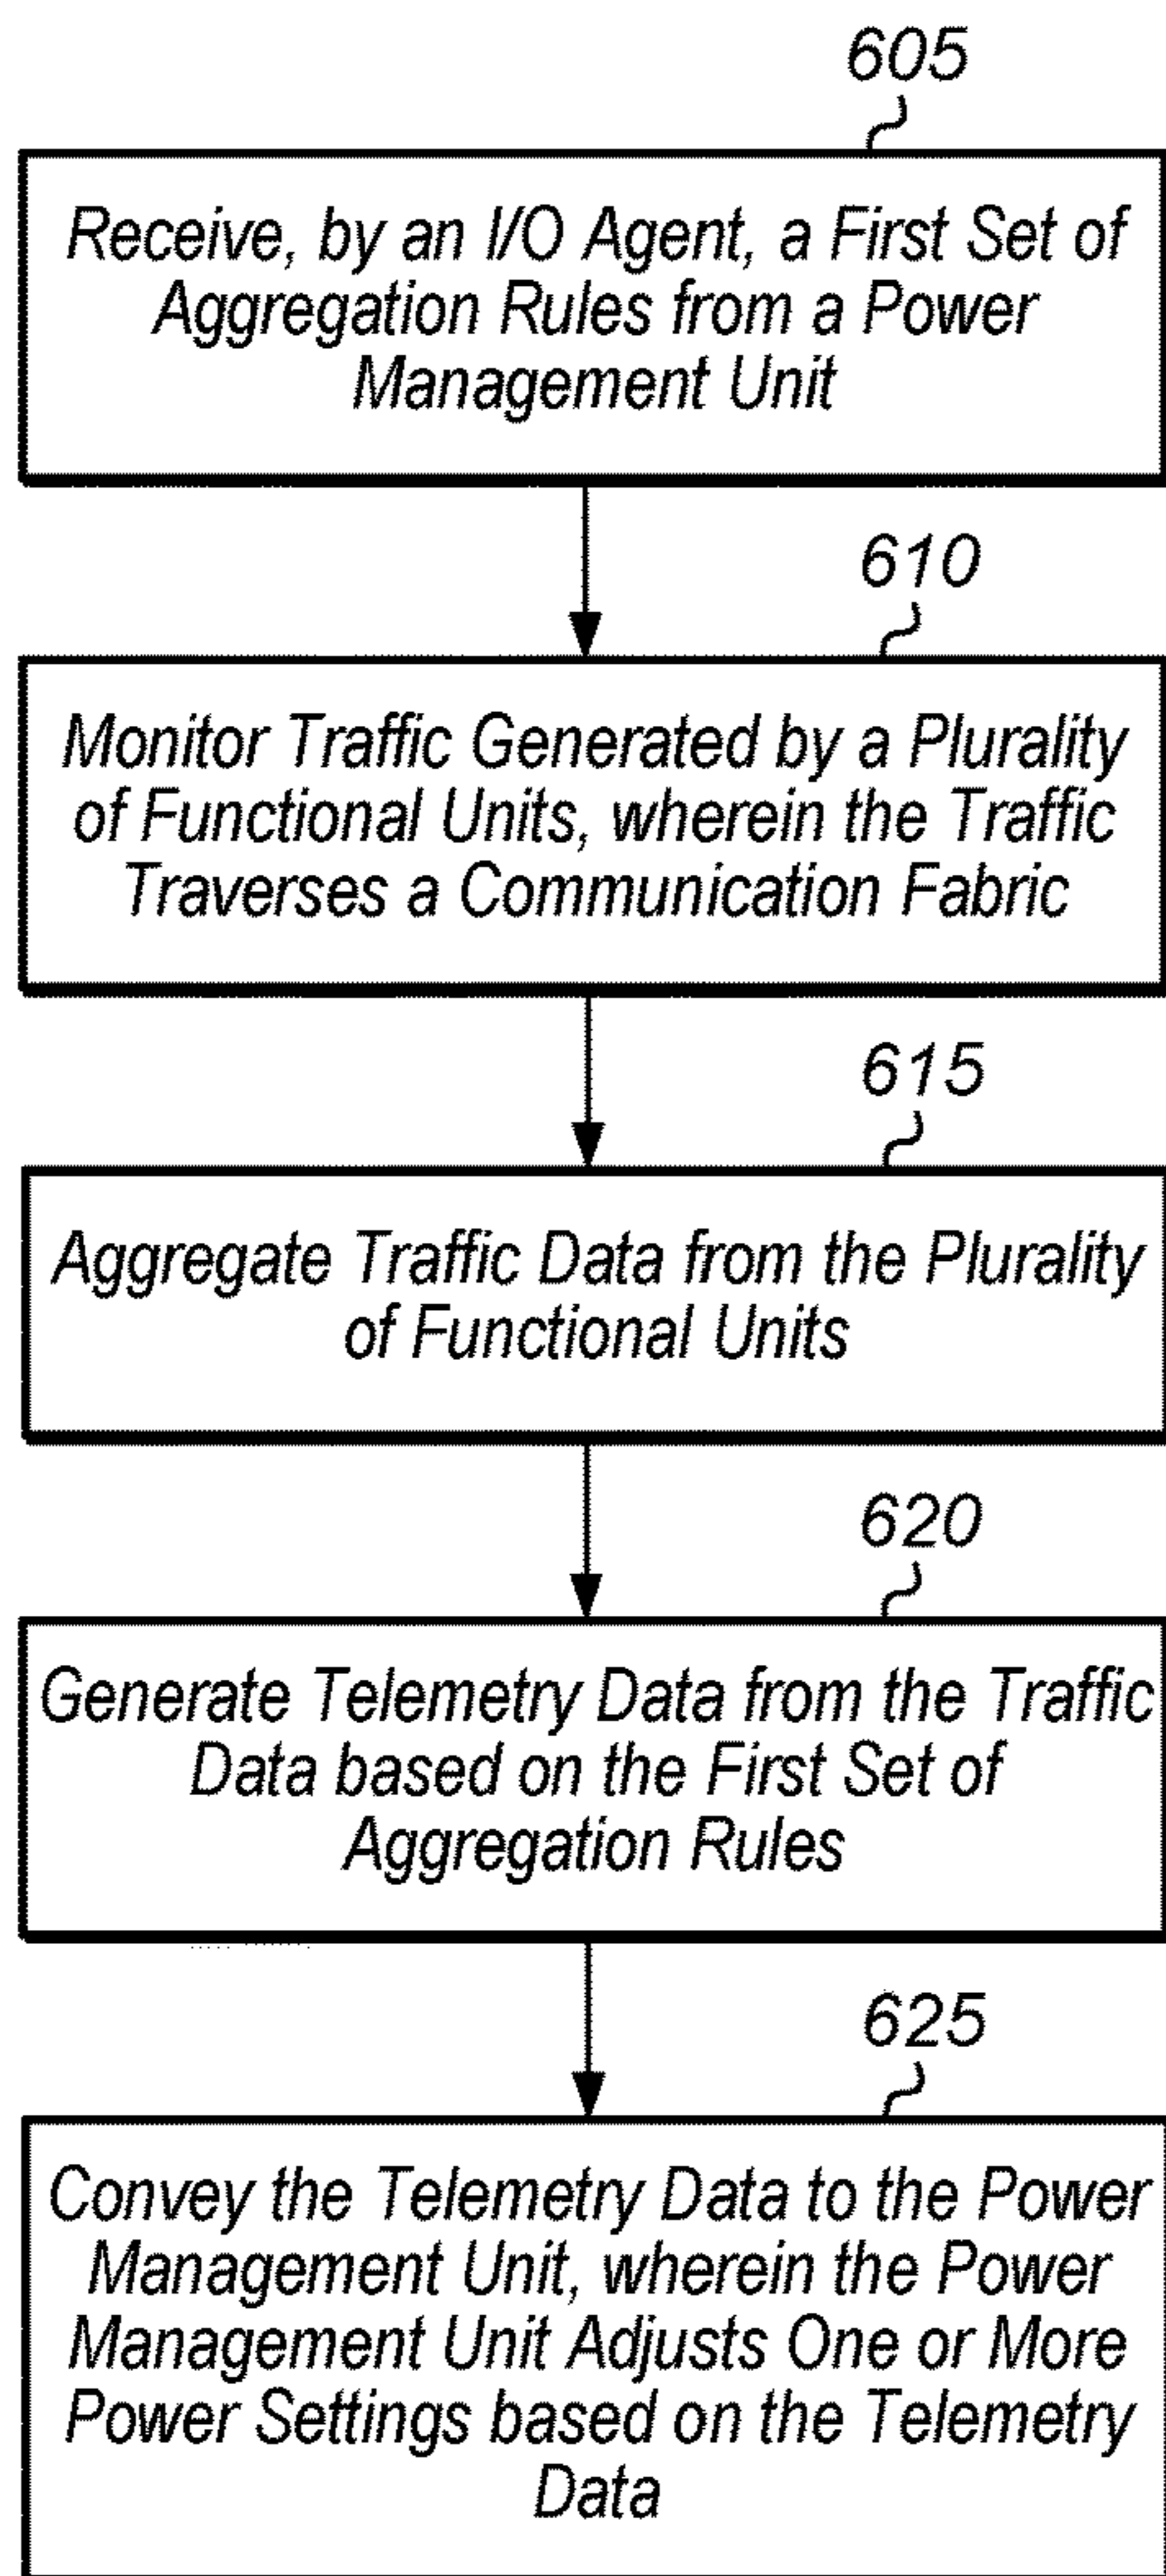 605
Receive, by an I/O Agent, a First Set of
Aggregation Rules from a Power
Management Unit
610
Monitor Traffic Generated by a Plurality
of Functional Units, wherein the Traffic
Traverses a Communication Fabric
615
Aggregate Traffic Data from the Plurality
of Functional Units
620
Generate Telemetry Data from the Traffic
Data based on the First Set of
Aggregation Rules
625
Convey the Telemetry Data to the Power
Management Unit, wherein the Power
Management Unit Adjusts One or More
Power Settings based on the Telemetry
Data